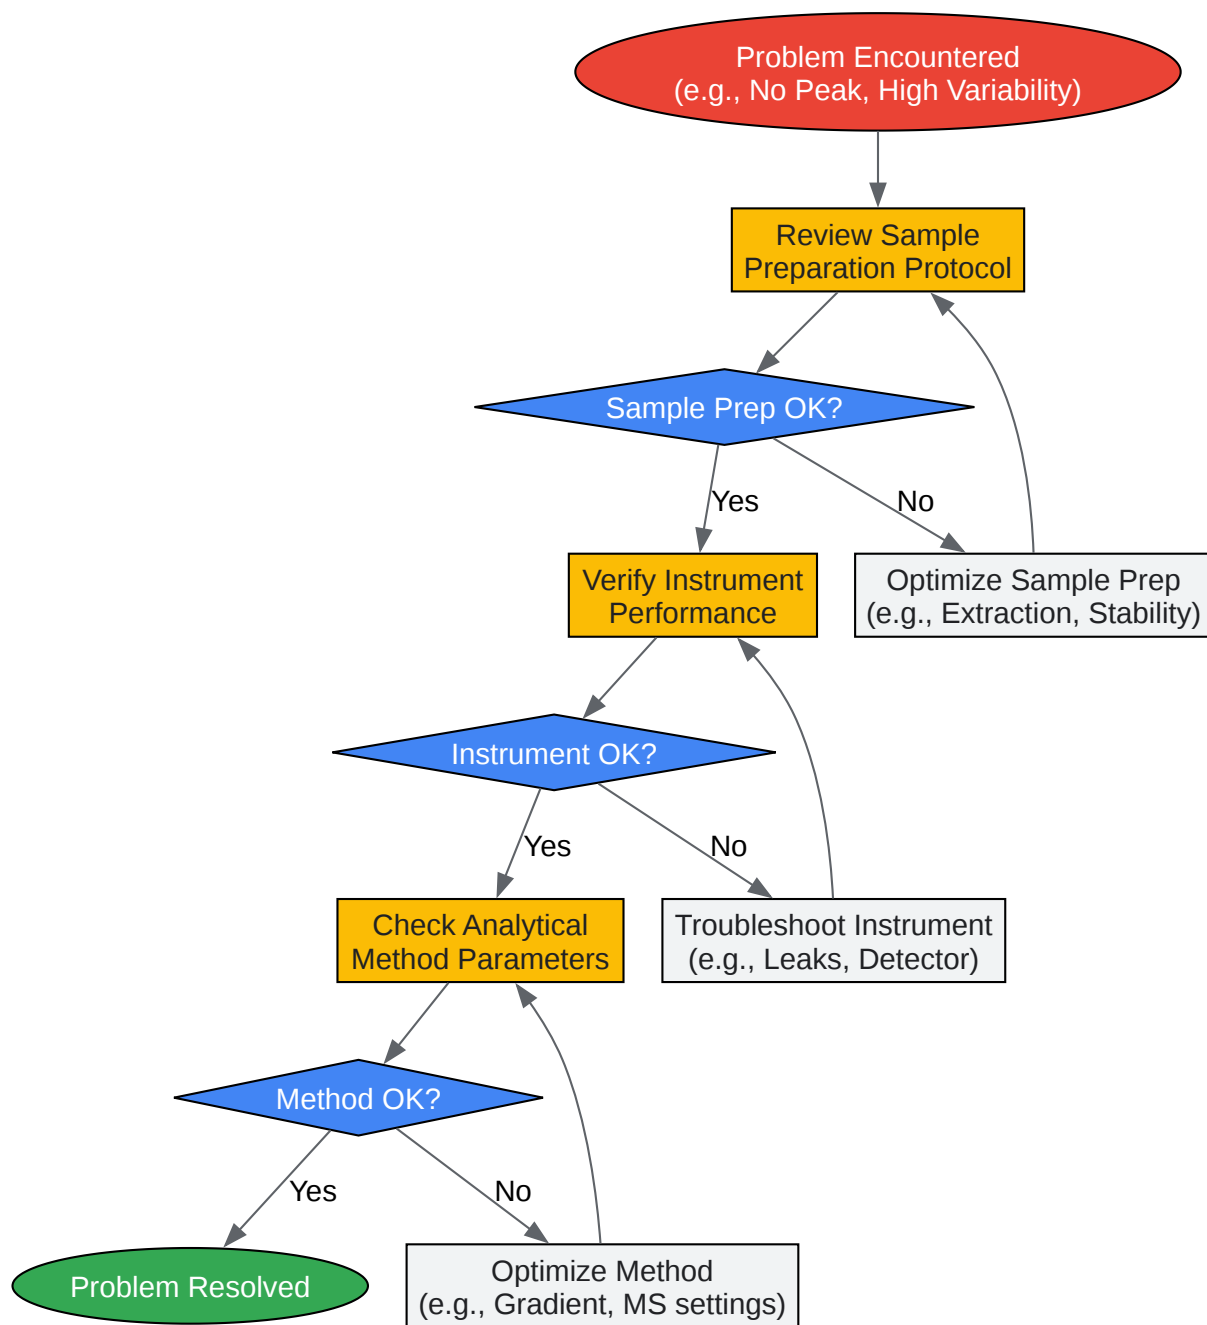 Problem Encountered
(e.g., No Peak, High Variability)
Review Sample
Preparation Protocol
Sample Prep OK?
Yes
No
Verify Instrument
Performance
Optimize Sample Prep
(e.g., Extraction, Stability)
Instrument OK?
Yes
No
Check Analytical
Method Parameters
Troubleshoot Instrument
(e.g., Leaks, Detector)
Method OK?
Yes
No
Problem Resolved
Optimize Method
(e.g., Gradient, MS settings)